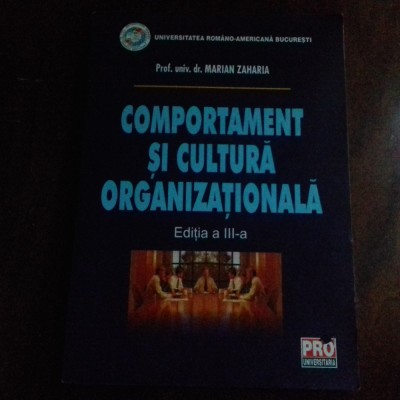 UNIVERSITATEA ROMÂNO-AMERICANĂ BUCUREȘTI
Prof. univ. dr. MARIAN ZAHARIA
COMPORTAMENT
ȘI CULTURĂ
ORGANIZAȚIONALĂ
Ediția a III-a
PRO
UNIVERSITARIA